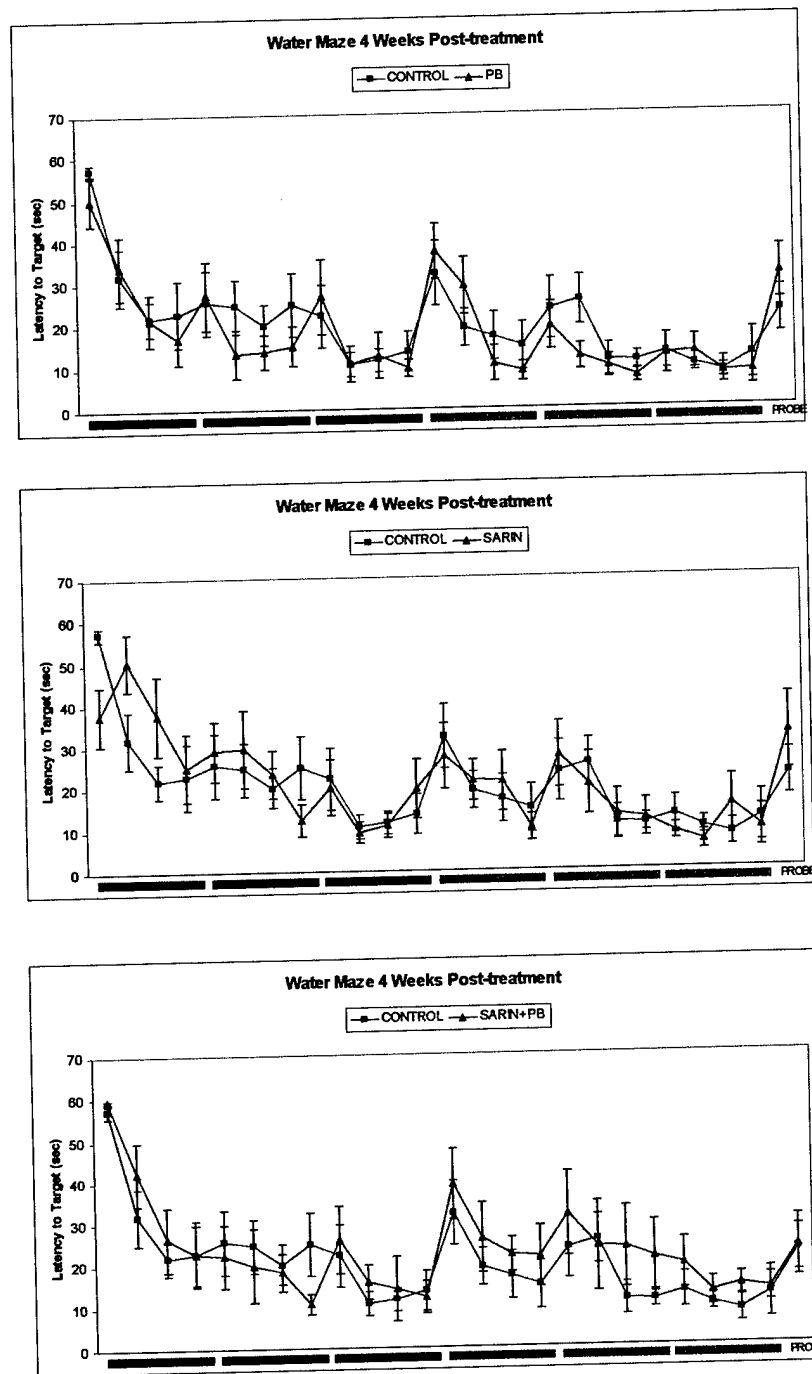 Water Maze 4 Weeks Post-treatment
CONTROL PB
Latency to Target (sec)
70
60
50
40
30
20
10
0
PROBE
Water Maze 4 Weeks Post-treatment
CONTROL SARIN
Latency to Target (sec)
70
60
50
40
30
20
10
0
PROBE
Water Maze 4 Weeks Post-treatment
CONTROL SARIN+PB
Latency to Target (sec)
70
60
50
40
30
20
10
0
PRO